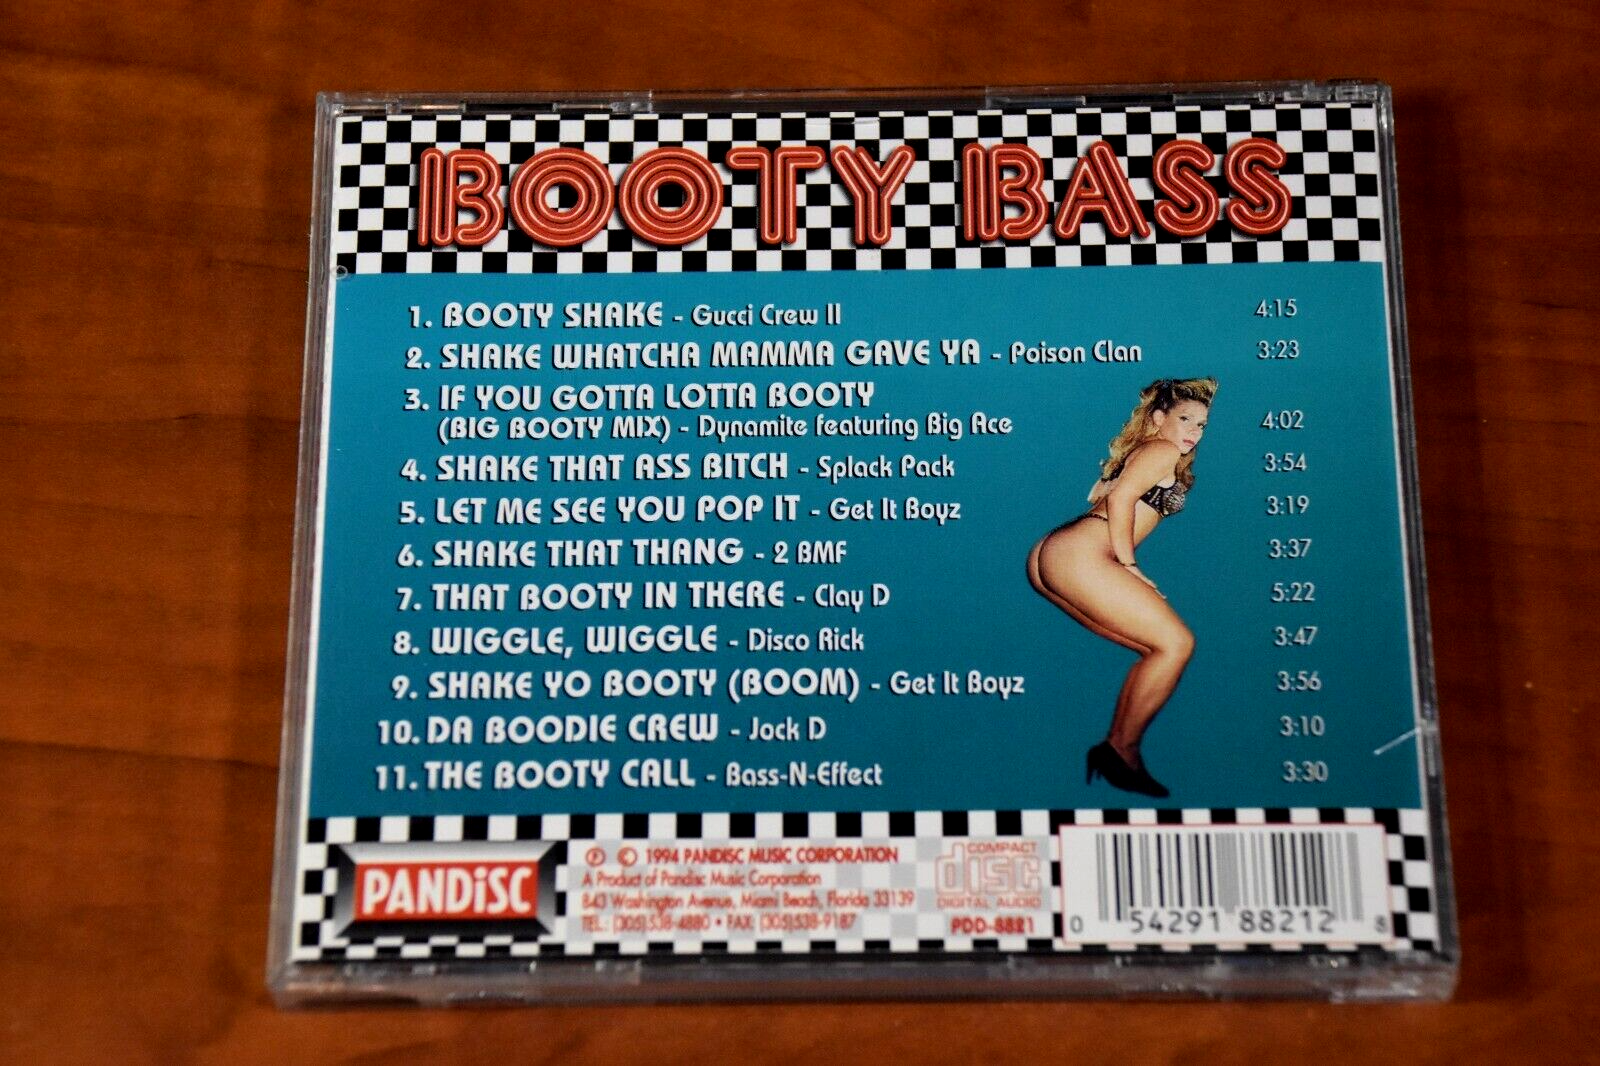 BOOTY BASS
1. BOOTY SHAKE - Gucci Crew II 4:15
2. SHAKE WHATCHA MAMMA GAVE YA - Poison Clan 3:23
3. IF YOU GOTTA LOTTA BOOTY
(BIG BOOTY MIX) - Dynamite featuring Big Ace 4:02
4. SHAKE THAT ASS BITCH - Splack Pack 3:54
5. LET ME SEE YOU POP IT - Get It Boyz 3:19
6. SHAKE THAT THANG - 2 BMF 3:37
7. THAT BOOTY IN THERE - Clay D 5:22
8. WIGGLE, WIGGLE - Disco Rick 3:47
9. SHAKE YO BOOTY (BOOM) - Get It Boyz 3:56
10. DA BOODIE CREW - Jock D 3:10
11. THE BOOTY CALL - Bass-N-Effect 3:30
PANDiSC
℗ © 1994 PANDISC MUSIC CORPORATION
A Product of Pandisc Music Corporation
843 Washington Avenue, Miami Beach, Florida 33139
TEL.: (305)538-4880 • FAX: (305)538-9187
COMPACT
disc
DIGITAL AUDIO
PDD-8821
0 54291 88212 8